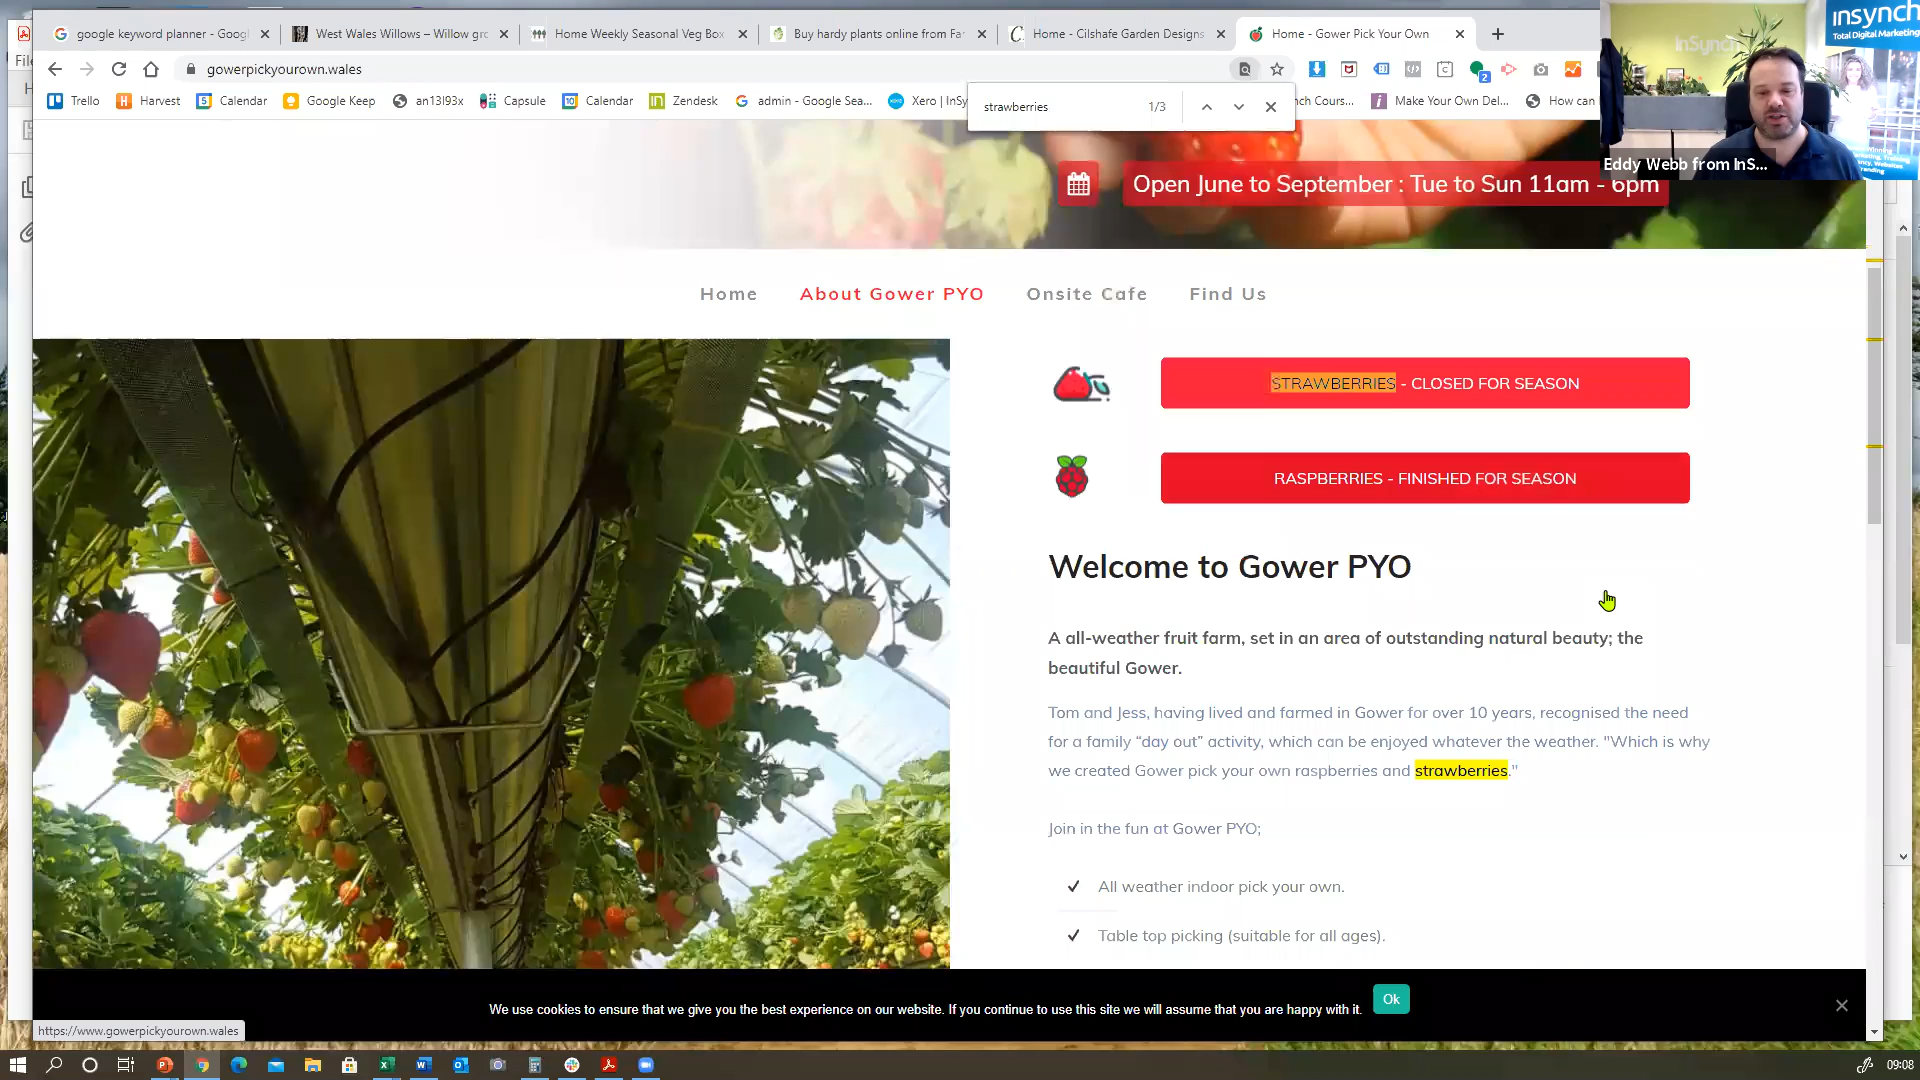 google keyword planner - Googl
West Wales Willows – Willow gro
Home Weekly Seasonal Veg Box
Buy hardy plants online from Far
Home - Cilshafe Garden Designs
Home - Gower Pick Your Own
gowerpickyourown.wales
2
Trello
Harvest
5 Calendar
Google Keep
an13l93x
Capsule
Calendar
Zendesk
admin - Google Sea...
Xero | InSy
ch Cours...
Make Your Own Del...
How can
strawberries
1/3
insynch
Total Digital Marketing
InSynch
Eddy Webb from InS...
File
Open June to September : Tue to Sun 11am - 6pm
Home
About Gower PYO
Onsite Cafe
Find Us
STRAWBERRIES - CLOSED FOR SEASON
RASPBERRIES - FINISHED FOR SEASON
Welcome to Gower PYO
A all-weather fruit farm, set in an area of outstanding natural beauty; the
beautiful Gower.
Tom and Jess, having lived and farmed in Gower for over 10 years, recognised the need
for a family “day out” activity, which can be enjoyed whatever the weather. "Which is why
we created Gower pick your own raspberries and strawberries."
Join in the fun at Gower PYO;
All weather indoor pick your own.
Table top picking (suitable for all ages).
We use cookies to ensure that we give you the best experience on our website. If you continue to use this site we will assume that you are happy with it.
Ok
https://www.gowerpickyourown.wales
09:08